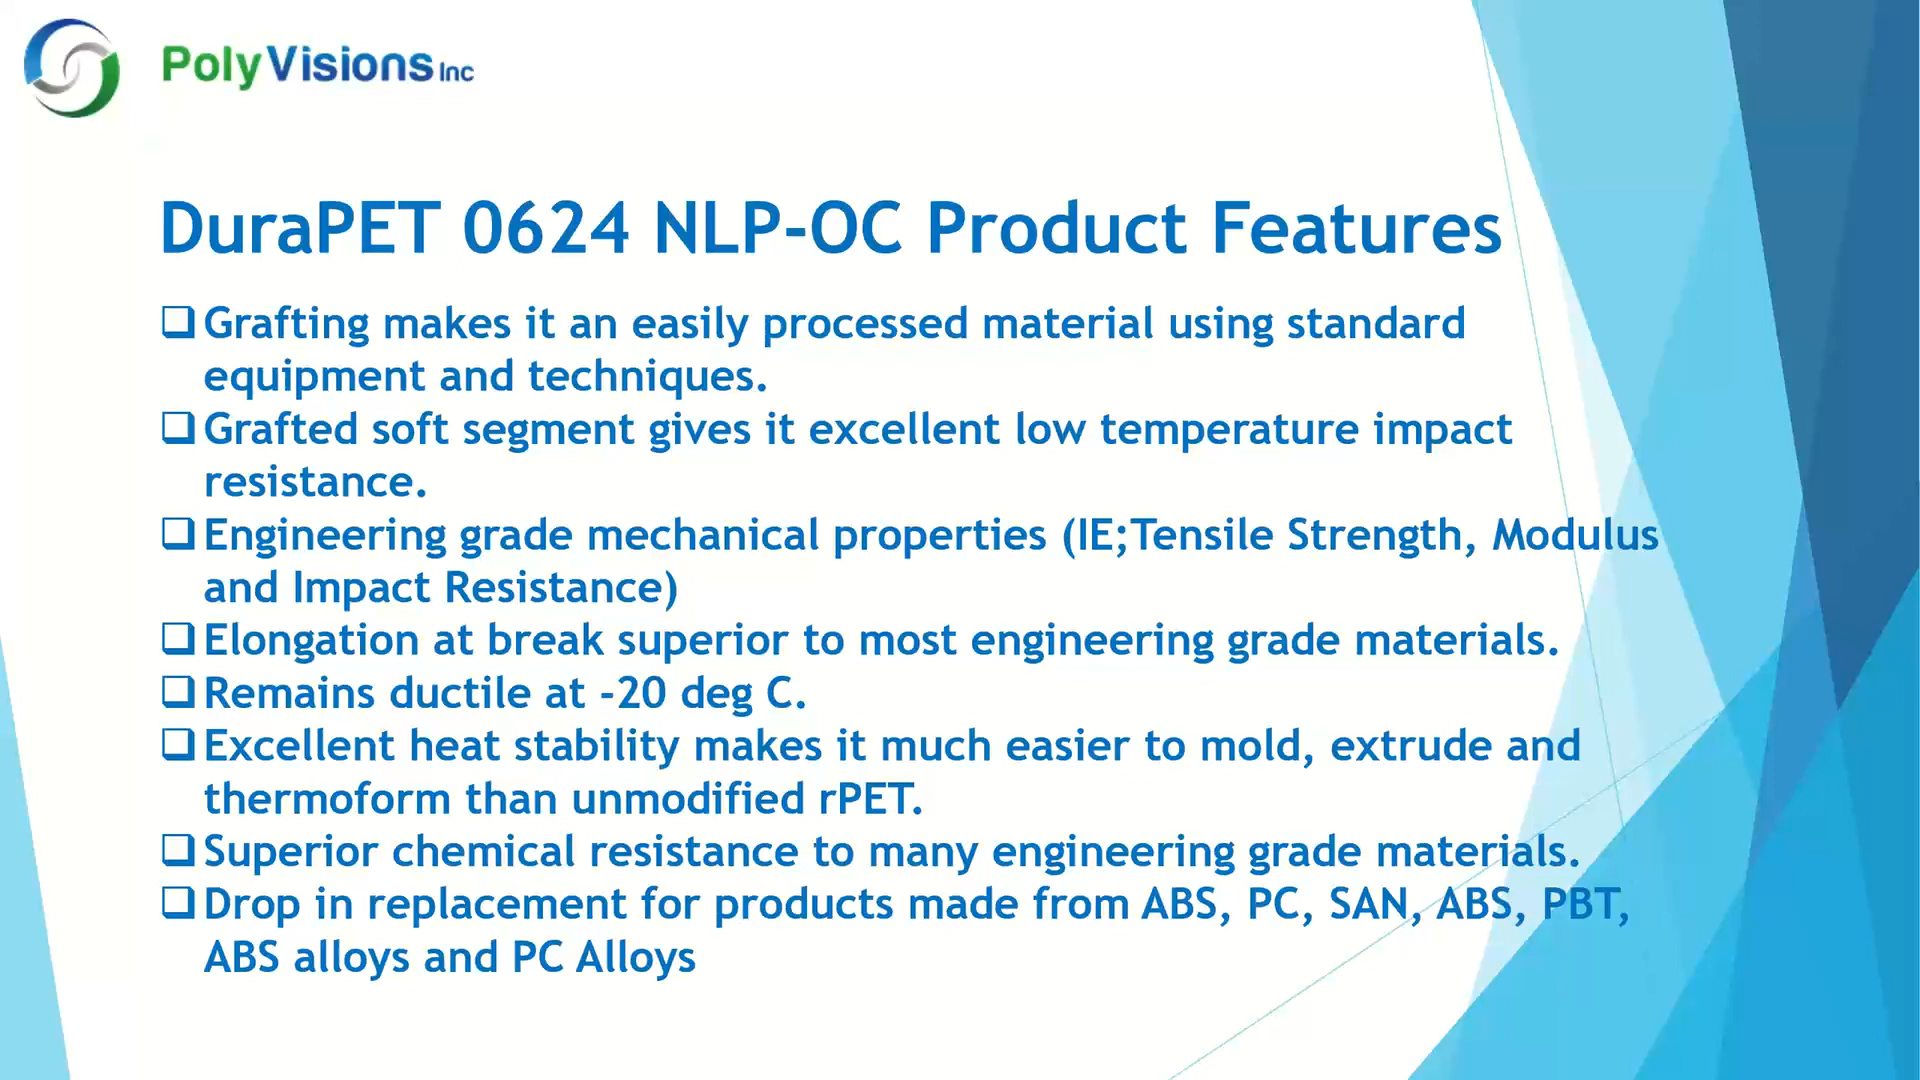 PolyVisions Inc
DuraPET 0624 NLP-OC Product Features
Grafting makes it an easily processed material using standard
equipment and techniques.
Grafted soft segment gives it excellent low temperature impact
resistance.
Engineering grade mechanical properties (IE;Tensile Strength, Modulus
and Impact Resistance)
Elongation at break superior to most engineering grade materials.
Remains ductile at -20 deg C.
Excellent heat stability makes it much easier to mold, extrude and
thermoform than unmodified rPET.
Superior chemical resistance to many engineering grade materials.
Drop in replacement for products made from ABS, PC, SAN, ABS, PBT,
ABS alloys and PC Alloys